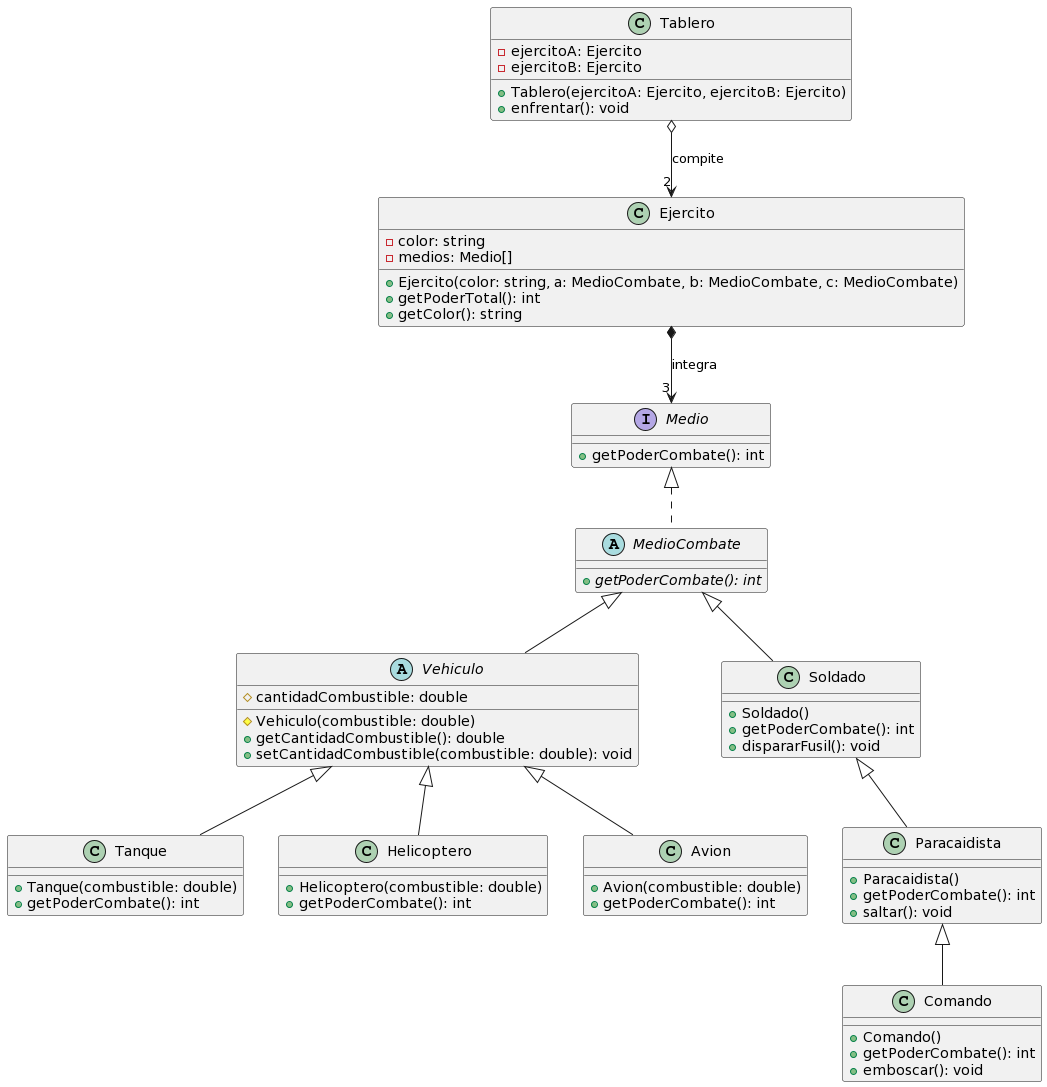 C Tablero
ejercitoA: Ejercito
ejercitoB: Ejercito
Tablero(ejercitoA: Ejercito, ejercitoB: Ejercito)
enfrentar(): void
compite
2
C Ejercito
color: string
medios: Medio[]
Ejercito(color: string, a: MedioCombate, b: MedioCombate, c: MedioCombate)
getPoderTotal(): int
getColor(): string
integra
3
I Medio
getPoderCombate(): int
A MedioCombate
getPoderCombate(): int
A Vehiculo
cantidadCombustible: double
Vehiculo(combustible: double)
getCantidadCombustible(): double
setCantidadCombustible(combustible: double): void
C Soldado
Soldado()
getPoderCombate(): int
dispararFusil(): void
C Tanque
Tanque(combustible: double)
getPoderCombate(): int
C Helicoptero
Helicoptero(combustible: double)
getPoderCombate(): int
C Avion
Avion(combustible: double)
getPoderCombate(): int
C Paracaidista
Paracaidista()
getPoderCombate(): int
saltar(): void
C Comando
Comando()
getPoderCombate(): int
emboscar(): void